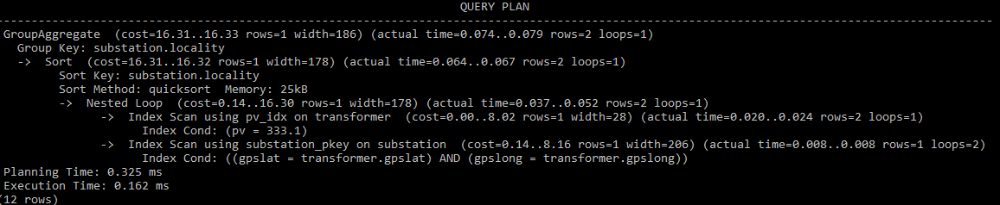 QUERY PLAN
-----------------------------------------------------------------------------------------------------------------------------------------------
GroupAggregate  (cost=16.31..16.33 rows=1 width=186) (actual time=0.074..0.079 rows=2 loops=1)
  Group Key: substation.locality
  ->  Sort  (cost=16.31..16.32 rows=1 width=178) (actual time=0.064..0.067 rows=2 loops=1)
        Sort Key: substation.locality
        Sort Method: quicksort  Memory: 25kB
        ->  Nested Loop  (cost=0.14..16.30 rows=1 width=178) (actual time=0.037..0.052 rows=2 loops=1)
              ->  Index Scan using pv_idx on transformer  (cost=0.00..8.02 rows=1 width=28) (actual time=0.020..0.024 rows=2 loops=1)
                    Index Cond: (pv = 333.1)
              ->  Index Scan using substation_pkey on substation  (cost=0.14..8.16 rows=1 width=206) (actual time=0.008..0.008 rows=1 loops=2)
                    Index Cond: ((gpslat = transformer.gpslat) AND (gpslong = transformer.gpslong))
Planning Time: 0.325 ms
Execution Time: 0.162 ms
(12 rows)